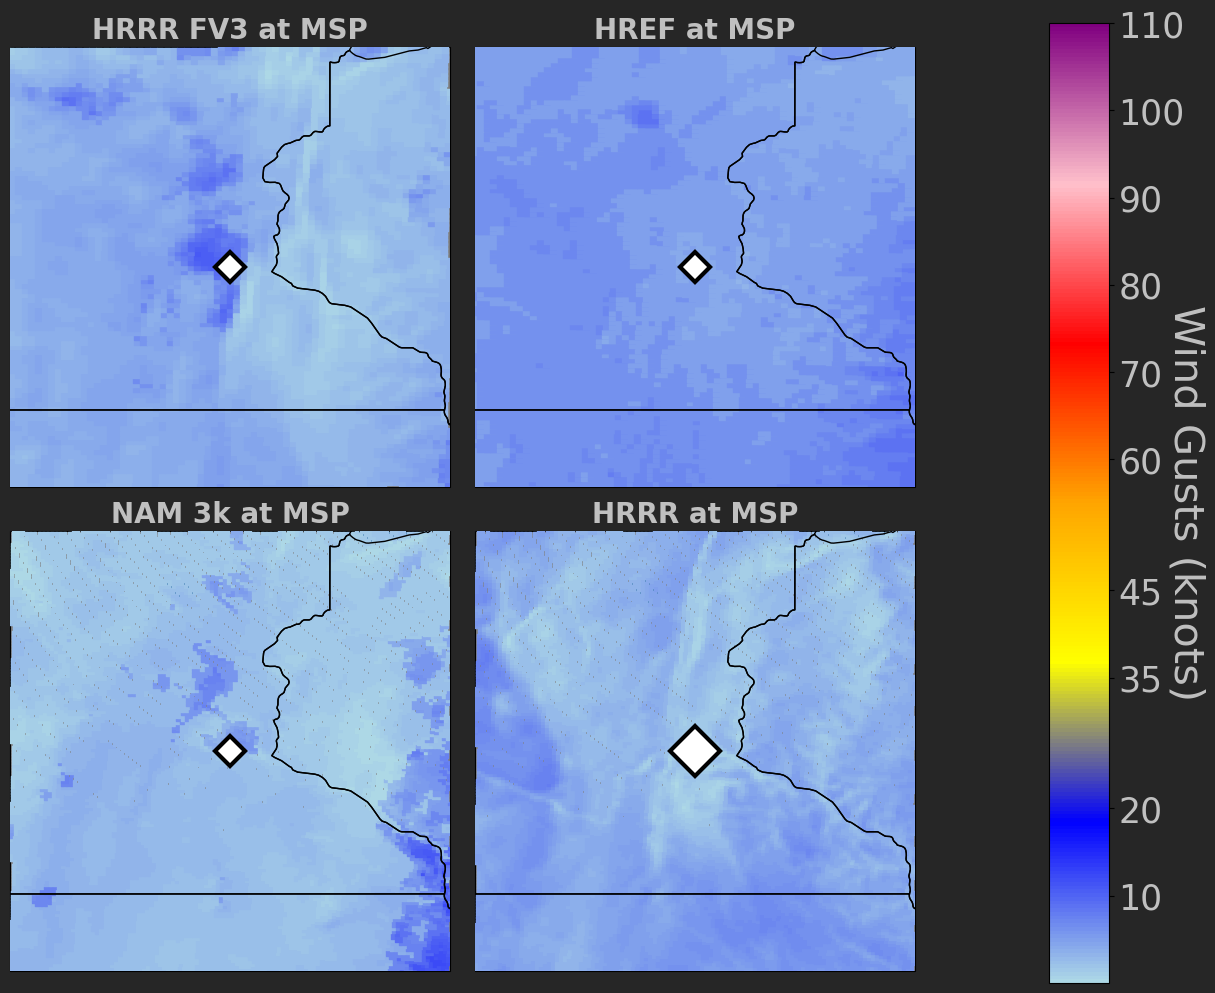 HRRR FV3 at MSP
HREF at MSP
NAM 3k at MSP
HRRR at MSP
110
100
90
80
70
60
45
35
20
10
Wind Gusts (knots)